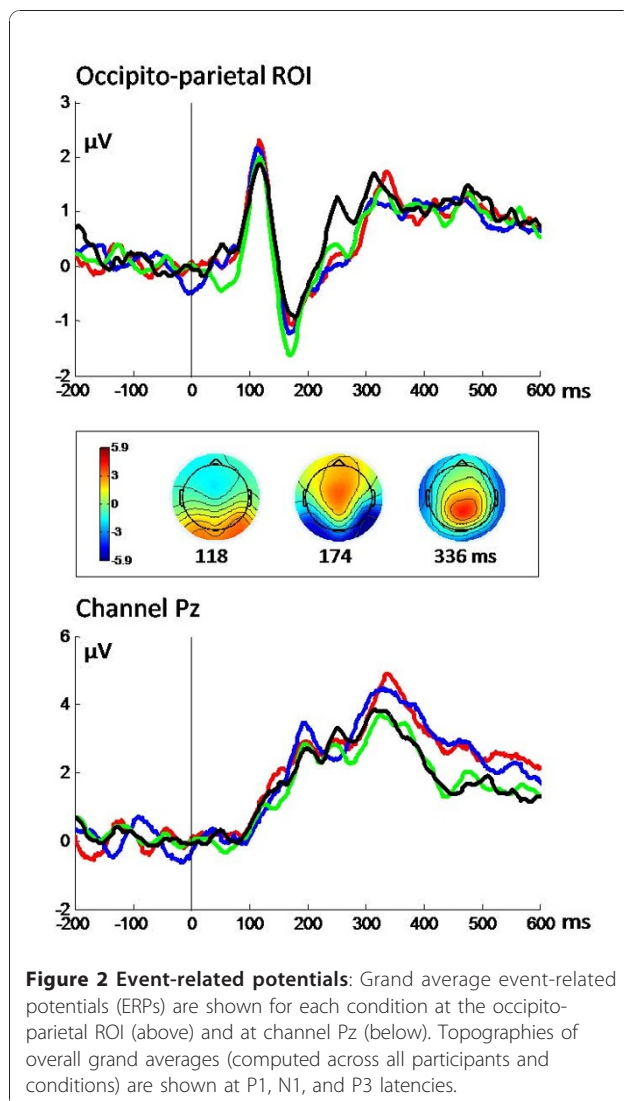 Occipito-parietal ROI
3
µV
2
1
0
-1
-2
-200 -100 0 100 200 300 400 500 600 ms
5.9
3
0
-3
-5.9
118 174 336 ms
Channel Pz
6
µV
4
2
0
-2
-200 -100 0 100 200 300 400 500 600 ms
Figure 2 Event-related potentials: Grand average event-related
potentials (ERPs) are shown for each condition at the occipito-
parietal ROI (above) and at channel Pz (below). Topographies of
overall grand averages (computed across all participants and
conditions) are shown at P1, N1, and P3 latencies.